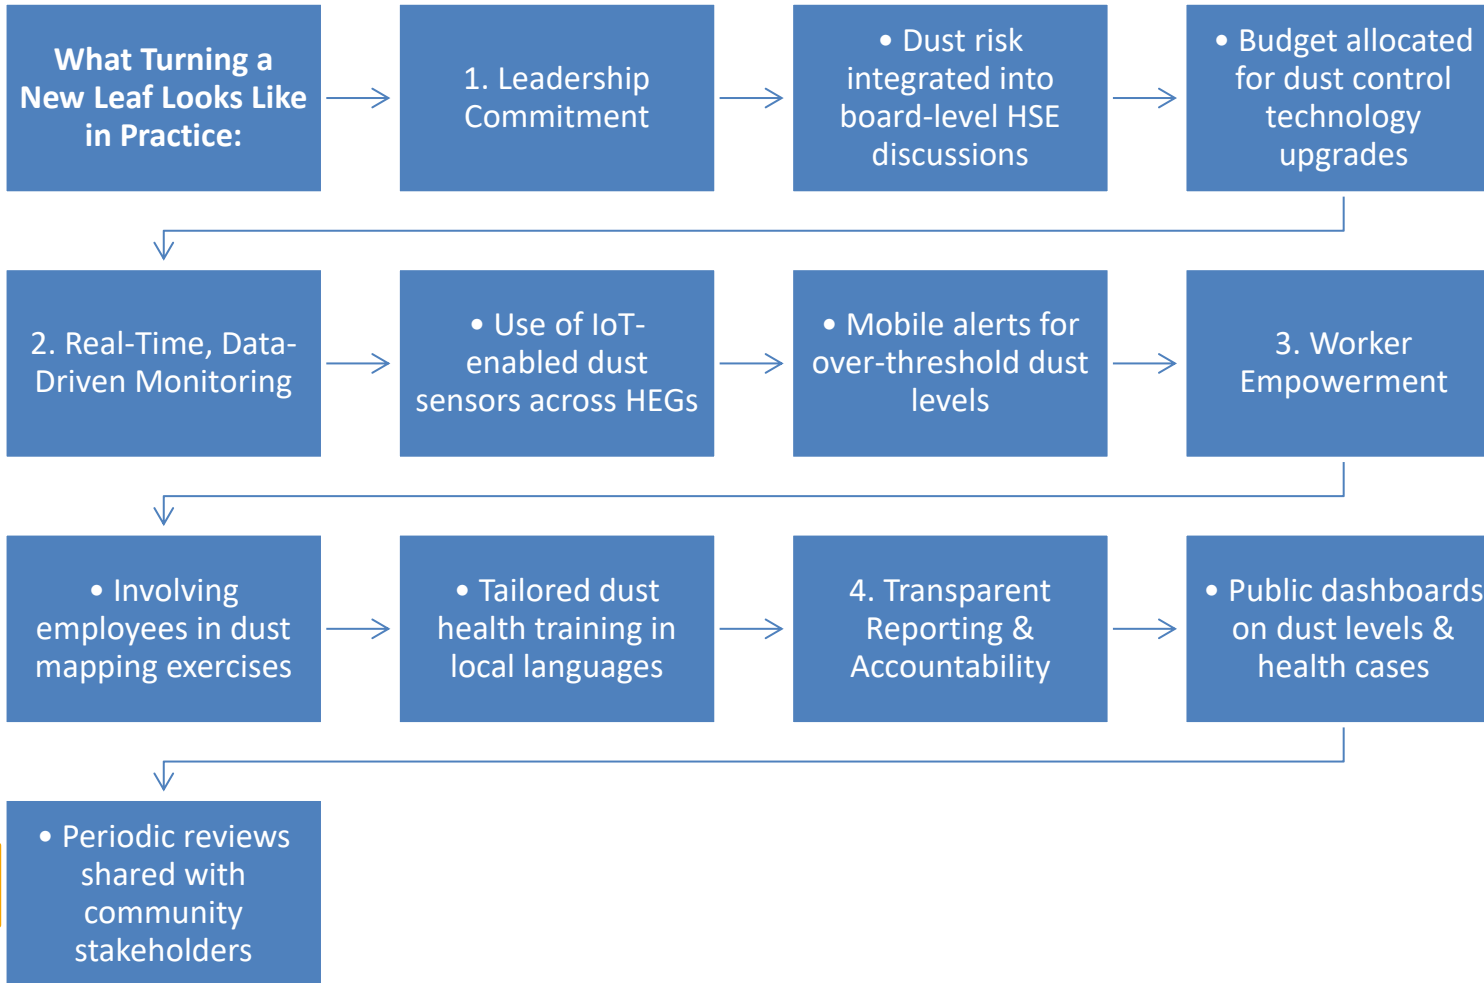 What Turning a
New Leaf Looks Like
in Practice:
1. Leadership
Commitment
• Dust risk
integrated into
board-level HSE
discussions
• Budget allocated
for dust control
technology
upgrades
2. Real-Time, Data-
Driven Monitoring
• Use of IoT-
enabled dust
sensors across HEGs
• Mobile alerts for
over-threshold dust
levels
3. Worker
Empowerment
• Involving
employees in dust
mapping exercises
• Tailored dust
health training in
local languages
4. Transparent
Reporting &
Accountability
• Public dashboards
on dust levels &
health cases
• Periodic reviews
shared with
community
stakeholders